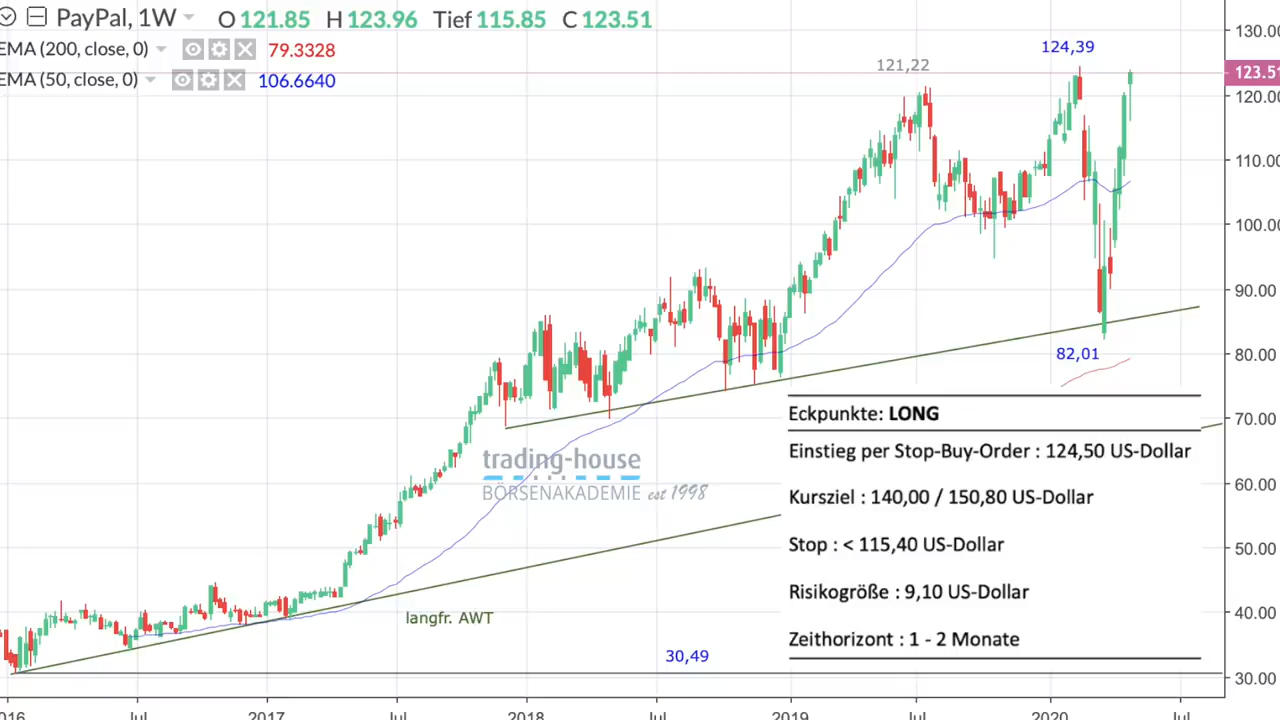 PayPal, 1W O 121.85 H 123.96 Tief 115.85 C 123.51
EMA (200, close, 0) 79.3328
EMA (50, close, 0) 106.6640
124,39
121,22
82,01
130.00
123.51
120.00
110.00
100.00
90.00
80.00
70.00
60.00
50.00
40.00
30.00
trading-house
BÖRSENAKADEMIE est 1998
langfr. AWT
30,49
Eckpunkte: LONG
Einstieg per Stop-Buy-Order : 124,50 US-Dollar
Kursziel : 140,00 / 150,80 US-Dollar
Stop : < 115,40 US-Dollar
Risikogröße : 9,10 US-Dollar
Zeithorizont : 1 - 2 Monate
2016 Jul 2017 Jul 2018 Jul 2019 Jul 2020 Jul